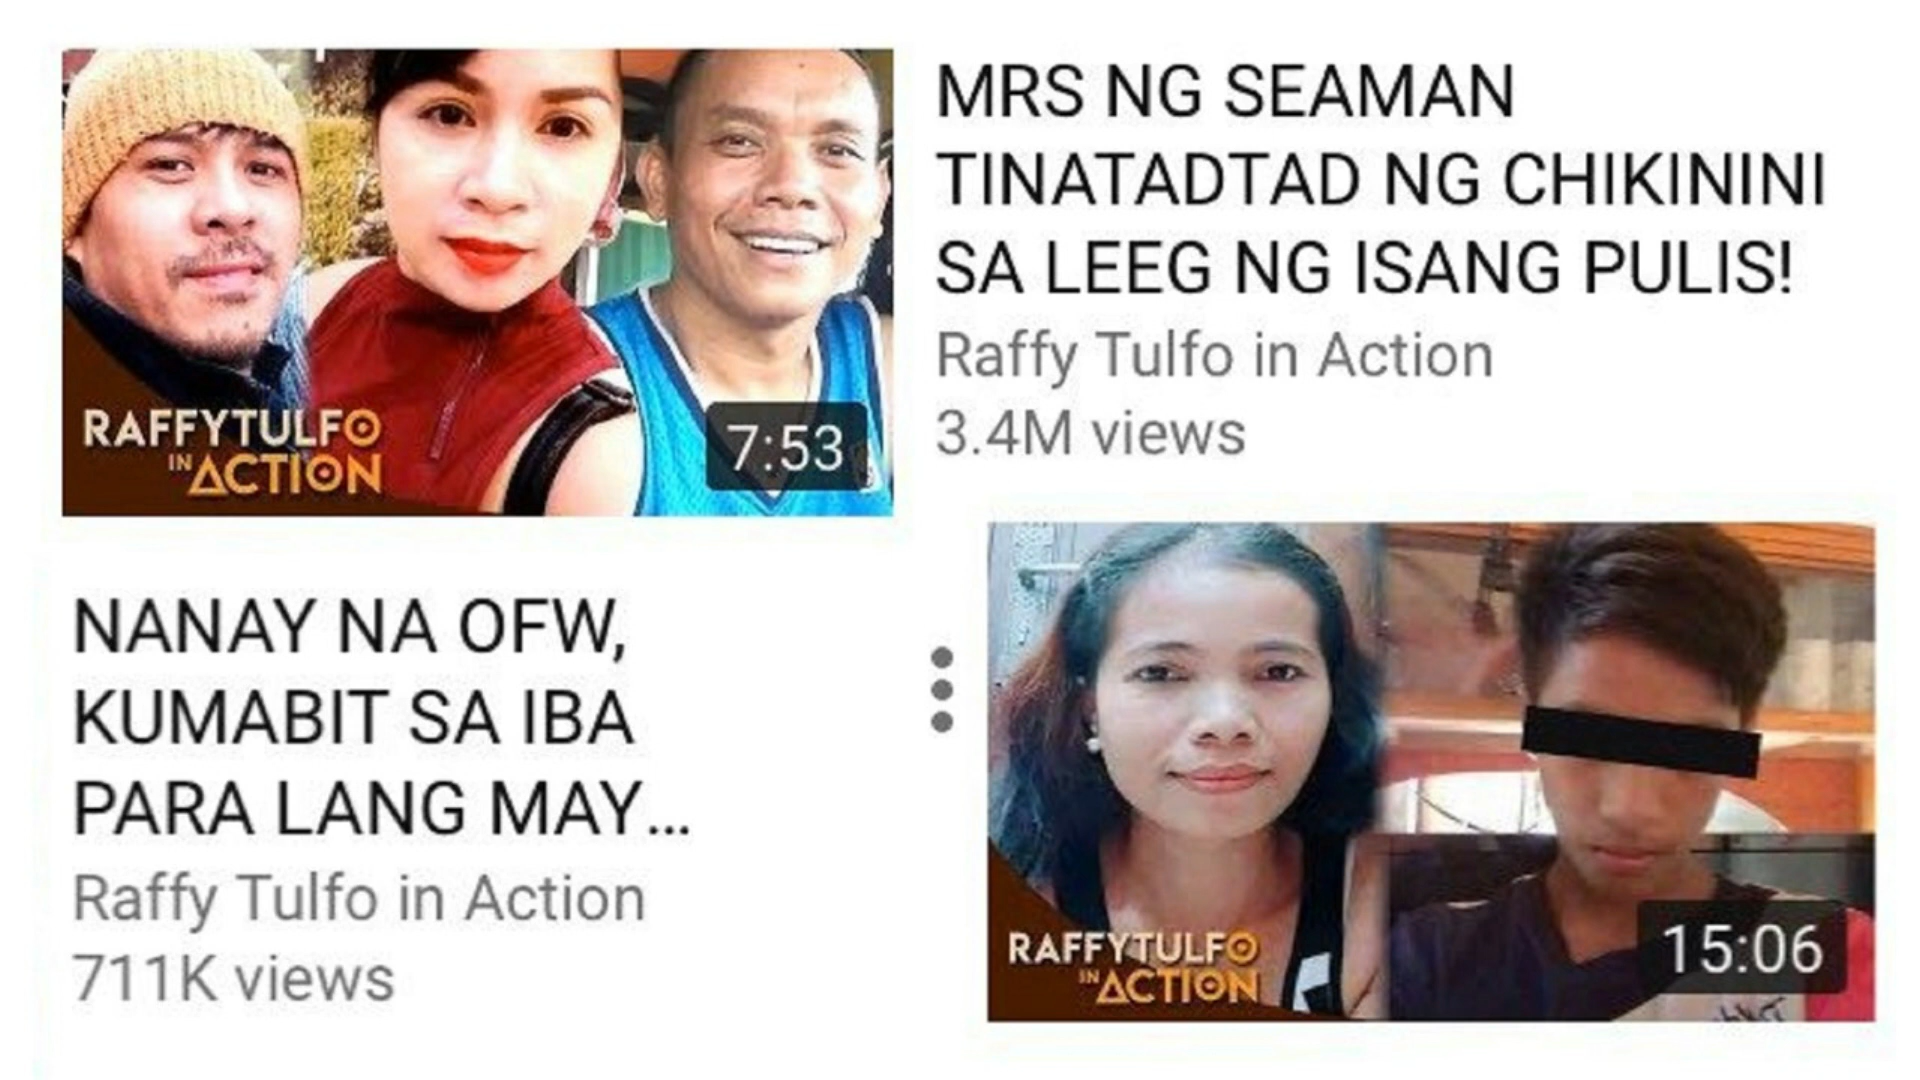 RAFFYTULFO
IN ACTION
7:53
MRS NG SEAMAN
TINATADTAD NG CHIKININI
SA LEEG NG ISANG PULIS!
Raffy Tulfo in Action
3.4M views
NANAY NA OFW,
KUMABIT SA IBA
PARA LANG MAY...
Raffy Tulfo in Action
711K views
RAFFYTULFO
IN ACTION
15:06